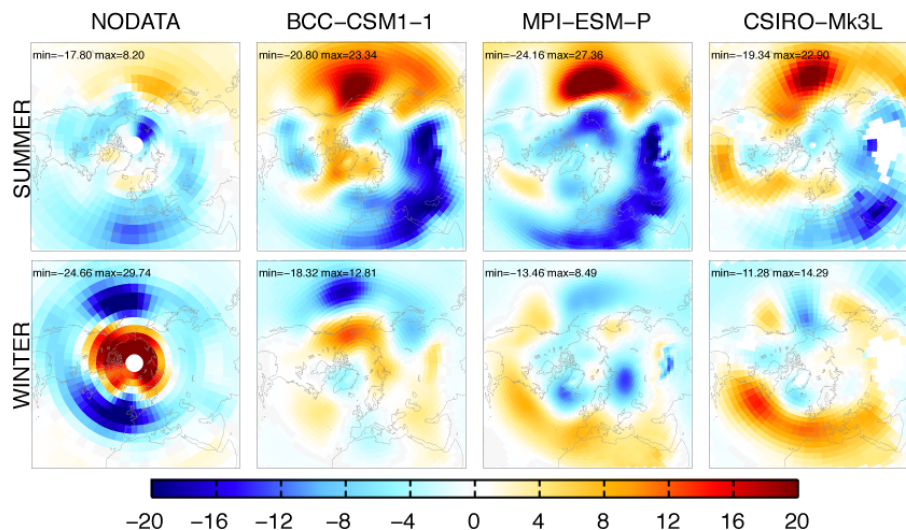 NODATA BCC−CSM1−1 MPI−ESM−P CSIRO−Mk3L
SUMMER
min=−17.80 max=8.20 min=−20.80 max=23.34 min=−24.16 max=27.36 min=−19.34 max=22.90
WINTER
min=−24.66 max=29.74 min=−18.32 max=12.81 min=−13.46 max=8.49 min=−11.28 max=14.29
−20 −16 −12 −8 −4 0 4 8 12 16 20